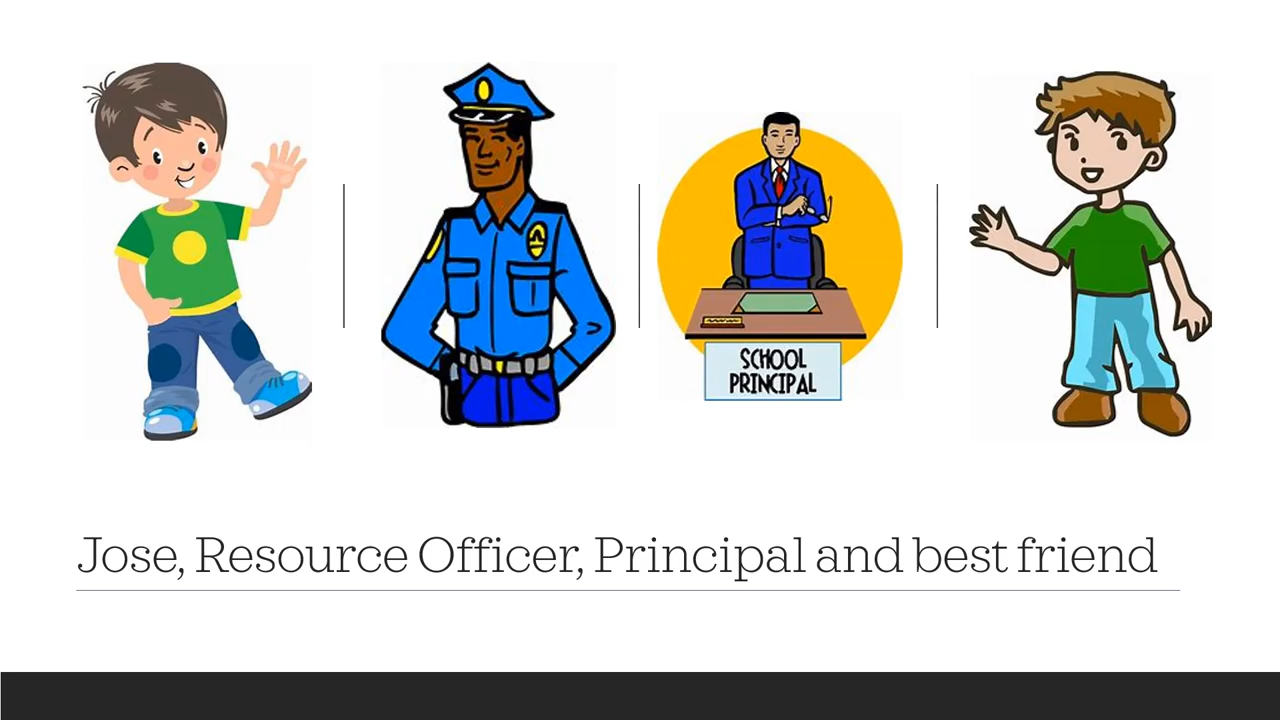 SCHOOL
PRINCIPAL
Jose, Resource Officer, Principal and best friend